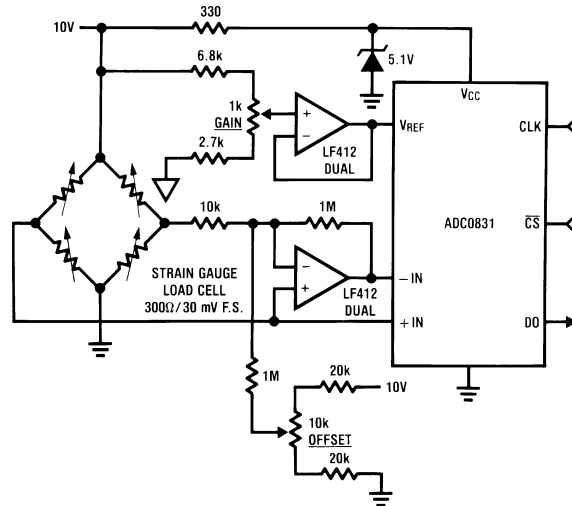 10V
330
5.1V
6.8k
1k
GAIN
2.7k
+
−
LF412
DUAL
VCC
VREF
CLK
ADC0831
CS
DO
−IN
+IN
10k
1M
−
+
LF412
DUAL
STRAIN GAUGE
LOAD CELL
300Ω/30 mV F.S.
1M
20k
10V
10k
OFFSET
20k